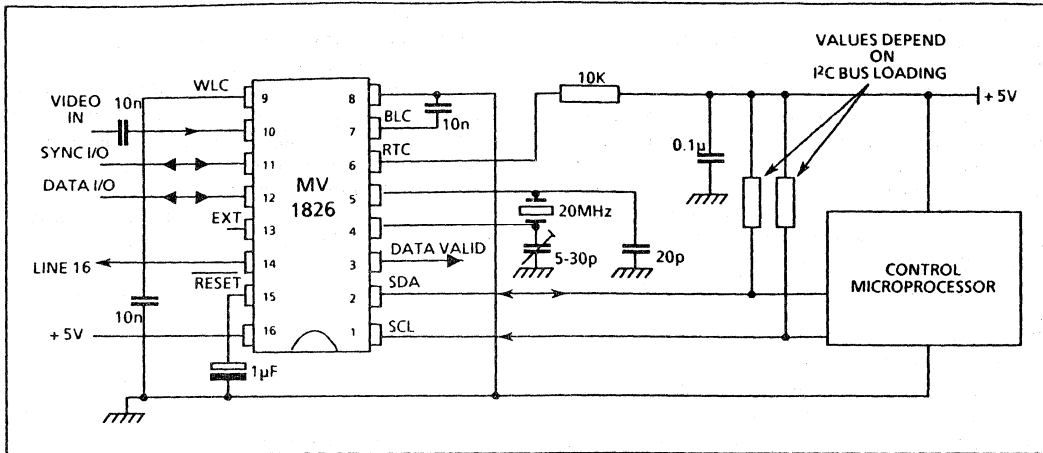 VALUES DEPEND
ON
I²C BUS LOADING
VIDEO
IN
10n
WLC
9
8
10K
+ 5V
10
7
BLC
10n
SYNC I/O
11
6
RTC
0.1µ
DATA I/O
12
MV
1826
5
20MHz
EXT
13
4
5-30p
20p
LINE 16
14
3
DATA VALID
RESET
15
2
SDA
CONTROL
MICROPROCESSOR
10n
+ 5V
16
1
SCL
1µF